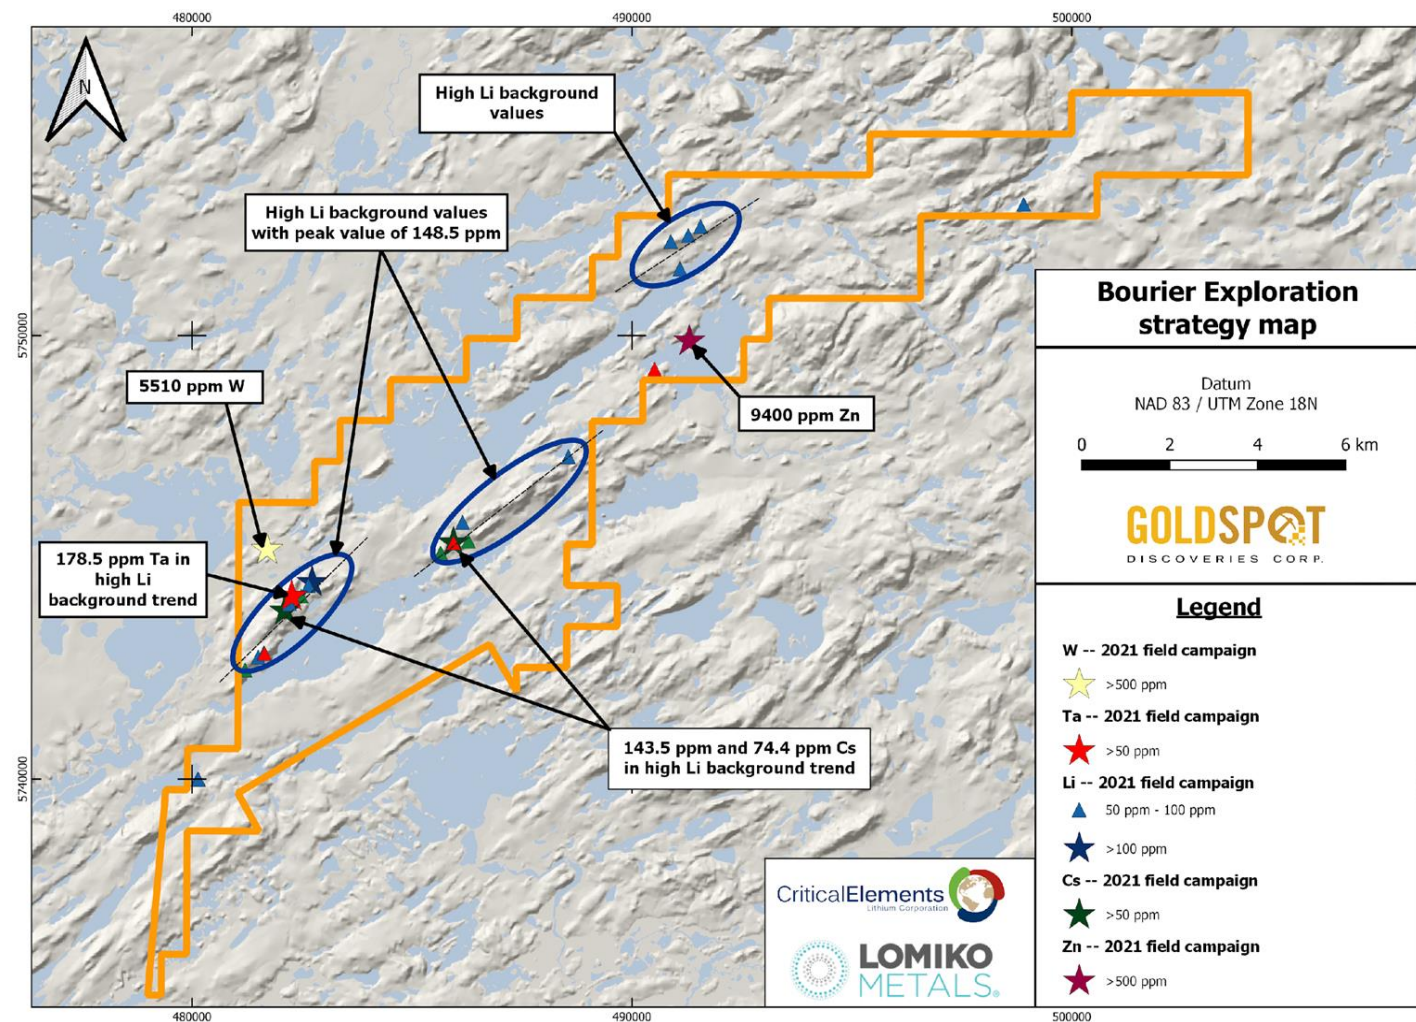 480000
490000
500000
N
High Li background
values
High Li background values
with peak value of 148.5 ppm
5750000
5510 ppm W
9400 ppm Zn
178.5 ppm Ta in
high Li
background trend
143.5 ppm and 74.4 ppm Cs
in high Li background trend
5740000
480000
490000
500000
CriticalElements
Lithium Corporation
LOMIKO
METALS®
Bourier Exploration
strategy map
Datum
NAD 83 / UTM Zone 18N
0 2 4 6 km
GOLDSPOT
DISCOVERIES CORP.
Legend
W -- 2021 field campaign
>500 ppm
Ta -- 2021 field campaign
>50 ppm
Li -- 2021 field campaign
50 ppm - 100 ppm
>100 ppm
Cs -- 2021 field campaign
>50 ppm
Zn -- 2021 field campaign
>500 ppm